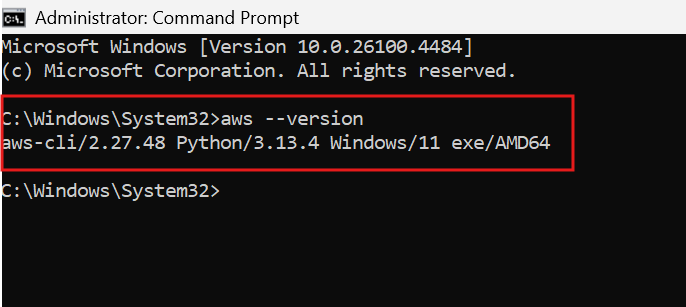 Administrator: Command Prompt
Microsoft Windows [Version 10.0.26100.4484]
(c) Microsoft Corporation. All rights reserved.
C:\Windows\System32>aws --version
aws-cli/2.27.48 Python/3.13.4 Windows/11 exe/AMD64
C:\Windows\System32>